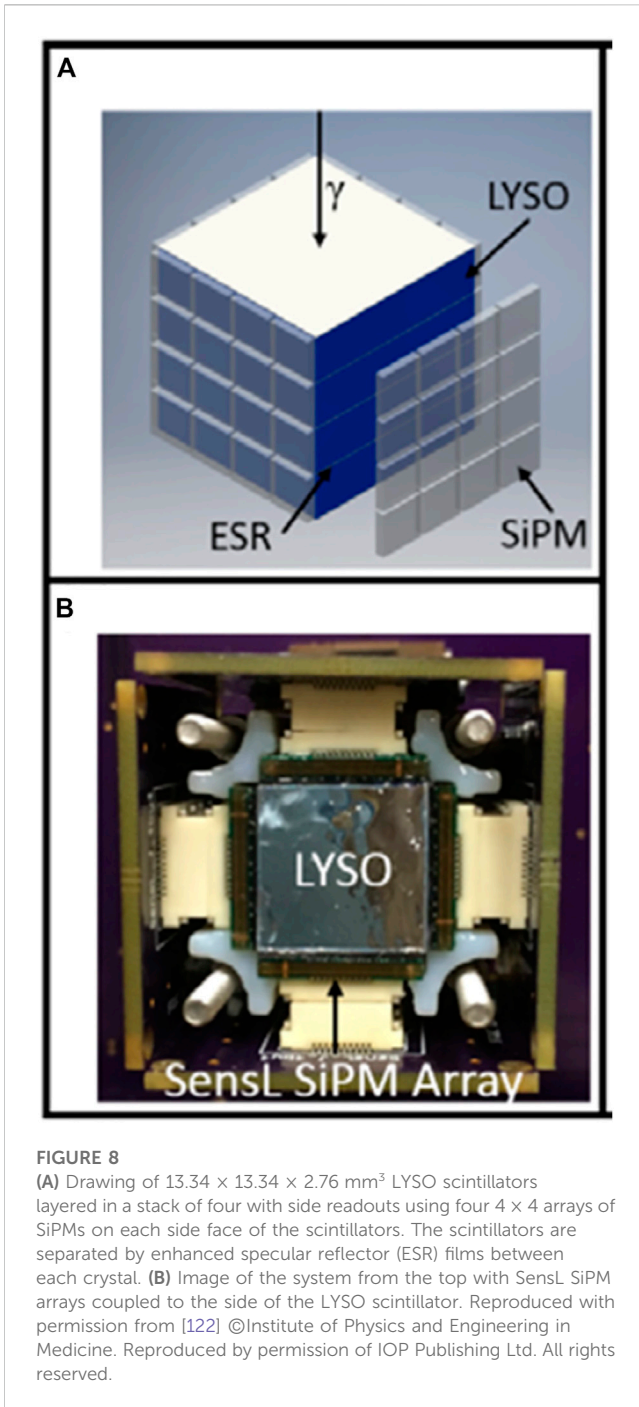 A
γ
LYSO
ESR
SiPM
B
LYSO
SensL SiPM Array
FIGURE 8
(A) Drawing of 13.34 × 13.34 × 2.76 mm³ LYSO scintillators
layered in a stack of four with side readouts using four 4 × 4 arrays of
SiPMs on each side face of the scintillators. The scintillators are
separated by enhanced specular reflector (ESR) films between
each crystal. (B) Image of the system from the top with SensL SiPM
arrays coupled to the side of the LYSO scintillator. Reproduced with
permission from [122] ©Institute of Physics and Engineering in
Medicine. Reproduced by permission of IOP Publishing Ltd. All rights
reserved.